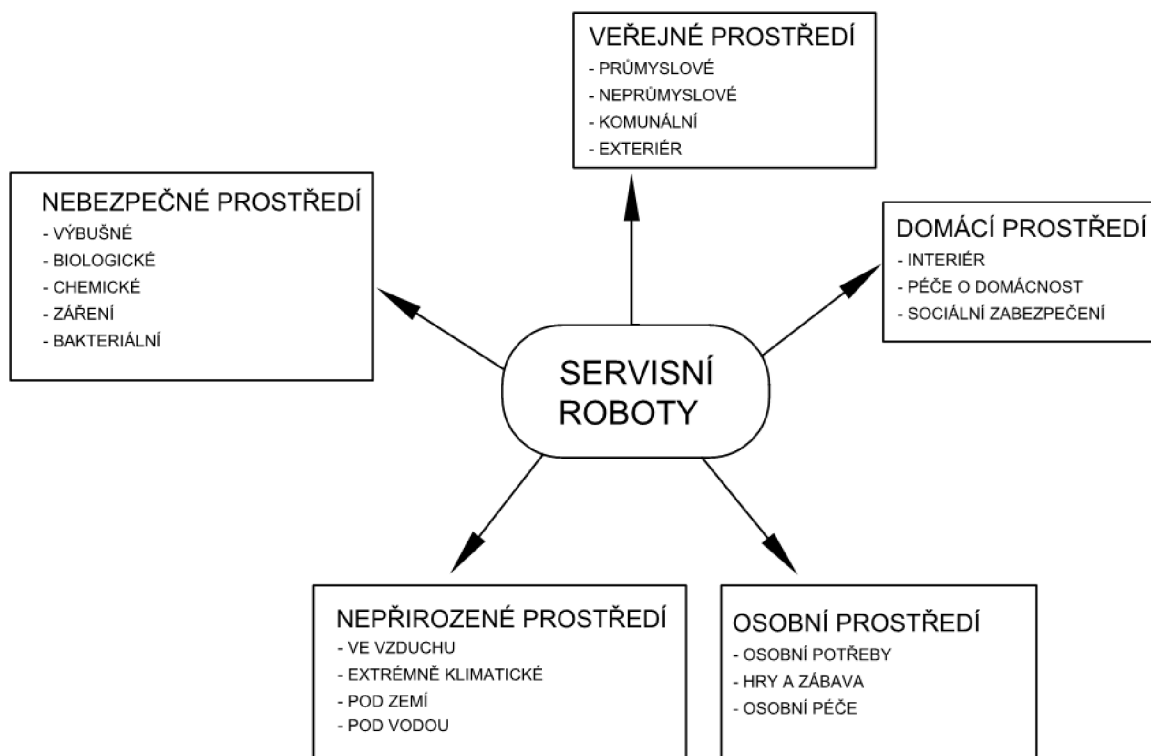 VEŘEJNÉ PROSTŘEDÍ
- PRŮMYSLOVÉ
- NEPRŮMYSLOVÉ
- KOMUNÁLNÍ
- EXTERIÉR
NEBEZPEČNÉ PROSTŘEDÍ
- VÝBUŠNÉ
- BIOLOGICKÉ
- CHEMICKÉ
- ZÁŘENÍ
- BAKTERIÁLNÍ
DOMÁCÍ PROSTŘEDÍ
- INTERIÉR
- PÉČE O DOMÁCNOST
- SOCIÁLNÍ ZABEZPEČENÍ
SERVISNÍ
ROBOTY
NEPŘIROZENÉ PROSTŘEDÍ
- VE VZDUCHU
- EXTRÉMNĚ KLIMATICKÉ
- POD ZEMÍ
- POD VODOU
OSOBNÍ PROSTŘEDÍ
- OSOBNÍ POTŘEBY
- HRY A ZÁBAVA
- OSOBNÍ PÉČE